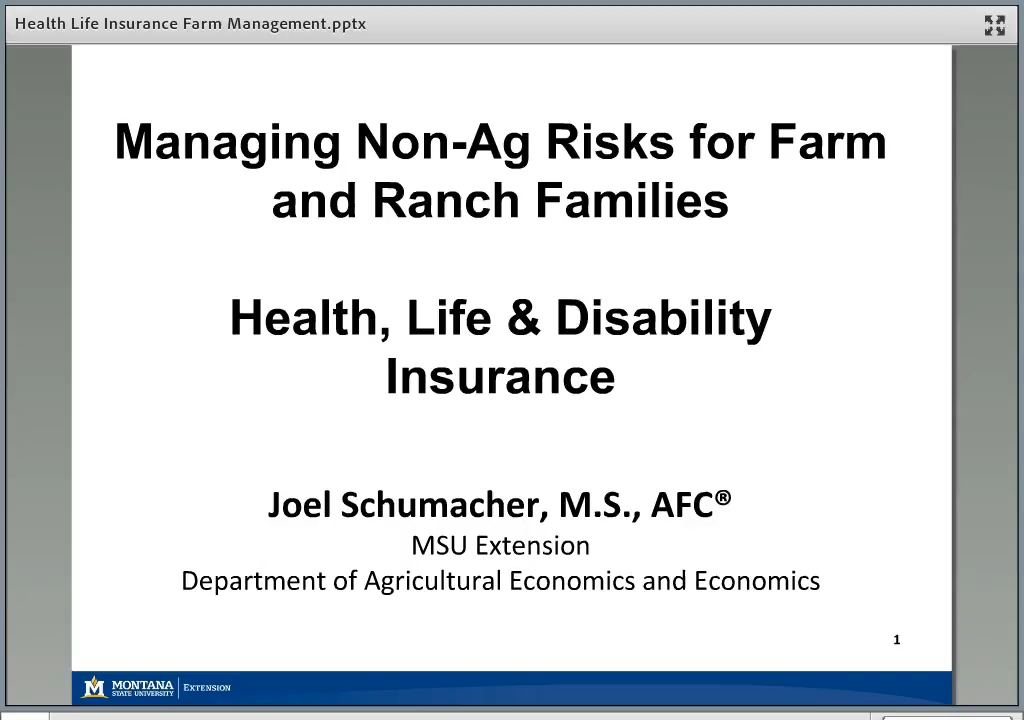 Health Life Insurance Farm Management.pptx
Managing Non-Ag Risks for Farm
and Ranch Families
Health, Life & Disability
Insurance
Joel Schumacher, M.S., AFC®
MSU Extension
Department of Agricultural Economics and Economics
1
M MONTANA
STATE UNIVERSITY
EXTENSION